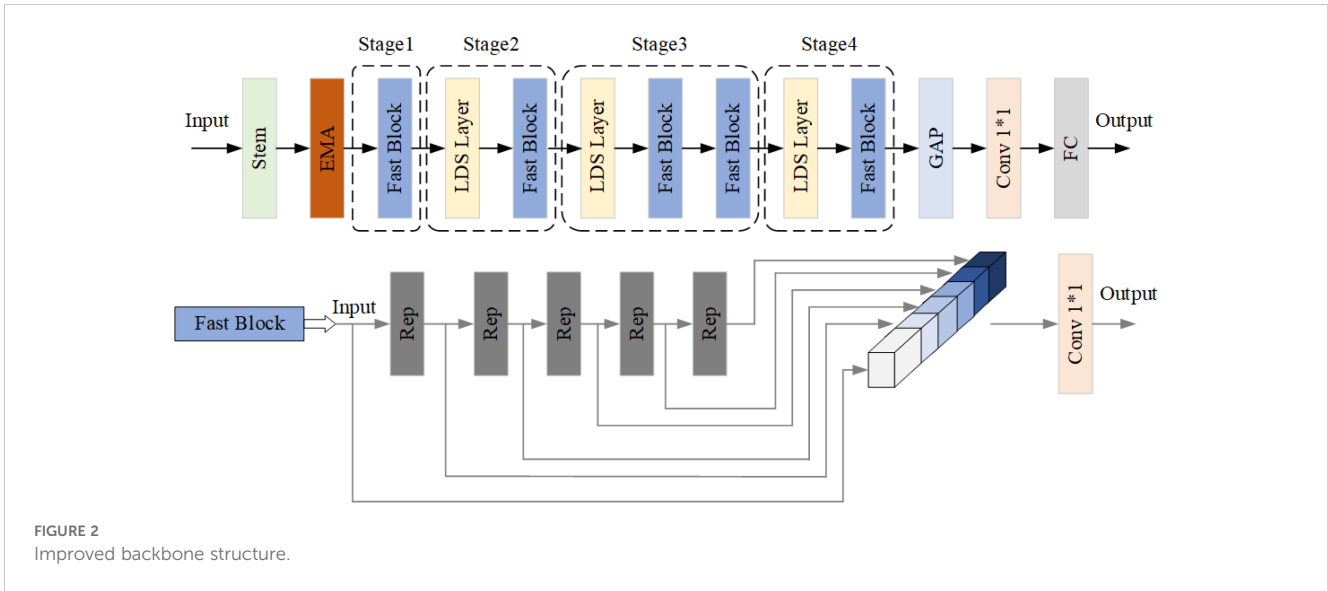 Stage1
Stage2
Stage3
Stage4
Input
Stem
EMA
Fast Block
LDS Layer
Fast Block
LDS Layer
Fast Block
Fast Block
LDS Layer
Fast Block
GAP
Conv 1*1
FC
Output
Fast Block
Input
Rep
Rep
Rep
Rep
Rep
Conv 1*1
Output
FIGURE 2
Improved backbone structure.